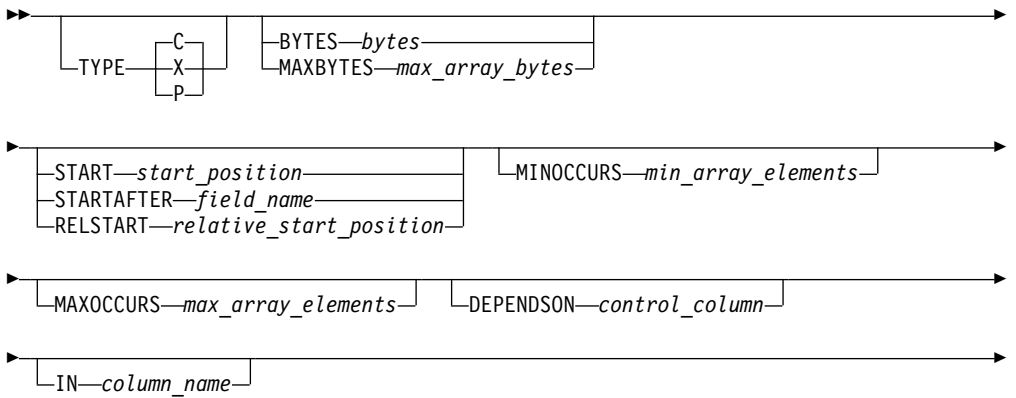 C
TYPE X
P
BYTES bytes
MAXBYTES max_array_bytes
START start_position
STARTAFTER field_name
RELSTART relative_start_position
MINOCCURS min_array_elements
MAXOCCURS max_array_elements
DEPENDSON control_column
IN column_name